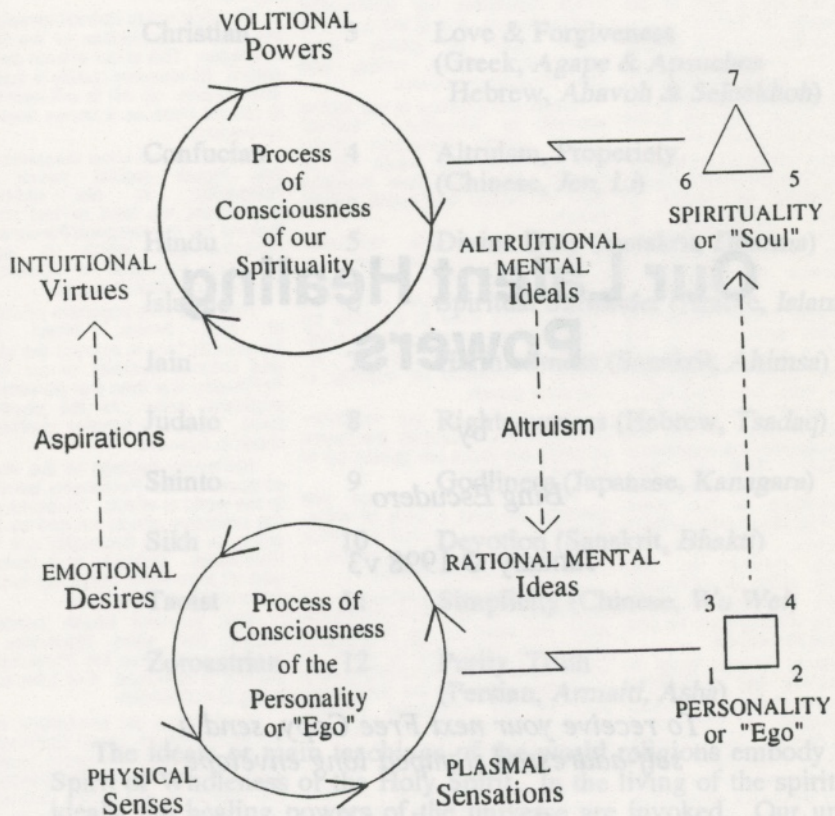 VOLITIONAL
Powers
Process
of
Consciousness
of our
Spirituality
INTUITIONAL
Virtues
ALTRUITIONAL
MENTAL
Ideals
7
6 5
SPIRITUALITY
or "Soul"
Aspirations
Altruism
EMOTIONAL
Desires
Process of
Consciousness
of the
Personality
or "Ego"
RATIONAL MENTAL
Ideas
3 4
1 2
PERSONALITY
or "Ego"
PHYSICAL
Senses
PLASMAL
Sensations